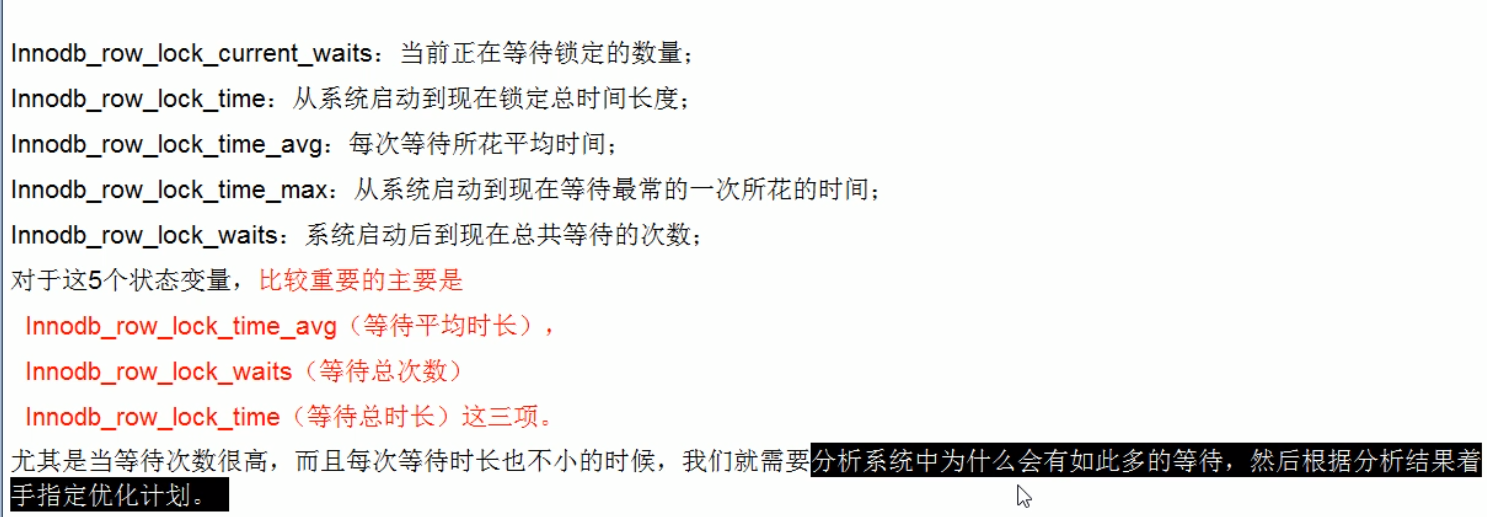 Innodb_row_lock_current_waits：当前正在等待锁定的数量；
Innodb_row_lock_time：从系统启动到现在锁定总时间长度；
Innodb_row_lock_time_avg：每次等待所花平均时间；
Innodb_row_lock_time_max：从系统启动到现在等待最常的一次所花的时间；
Innodb_row_lock_waits：系统启动后到现在总共等待的次数；
对于这5个状态变量，比较重要的主要是
Innodb_row_lock_time_avg（等待平均时长），
Innodb_row_lock_waits（等待总次数）
Innodb_row_lock_time（等待总时长）这三项。
尤其是当等待次数很高，而且每次等待时长也不小的时候，我们就需要分析系统中为什么会有如此多的等待，然后根据分析结果着
手指定优化计划。